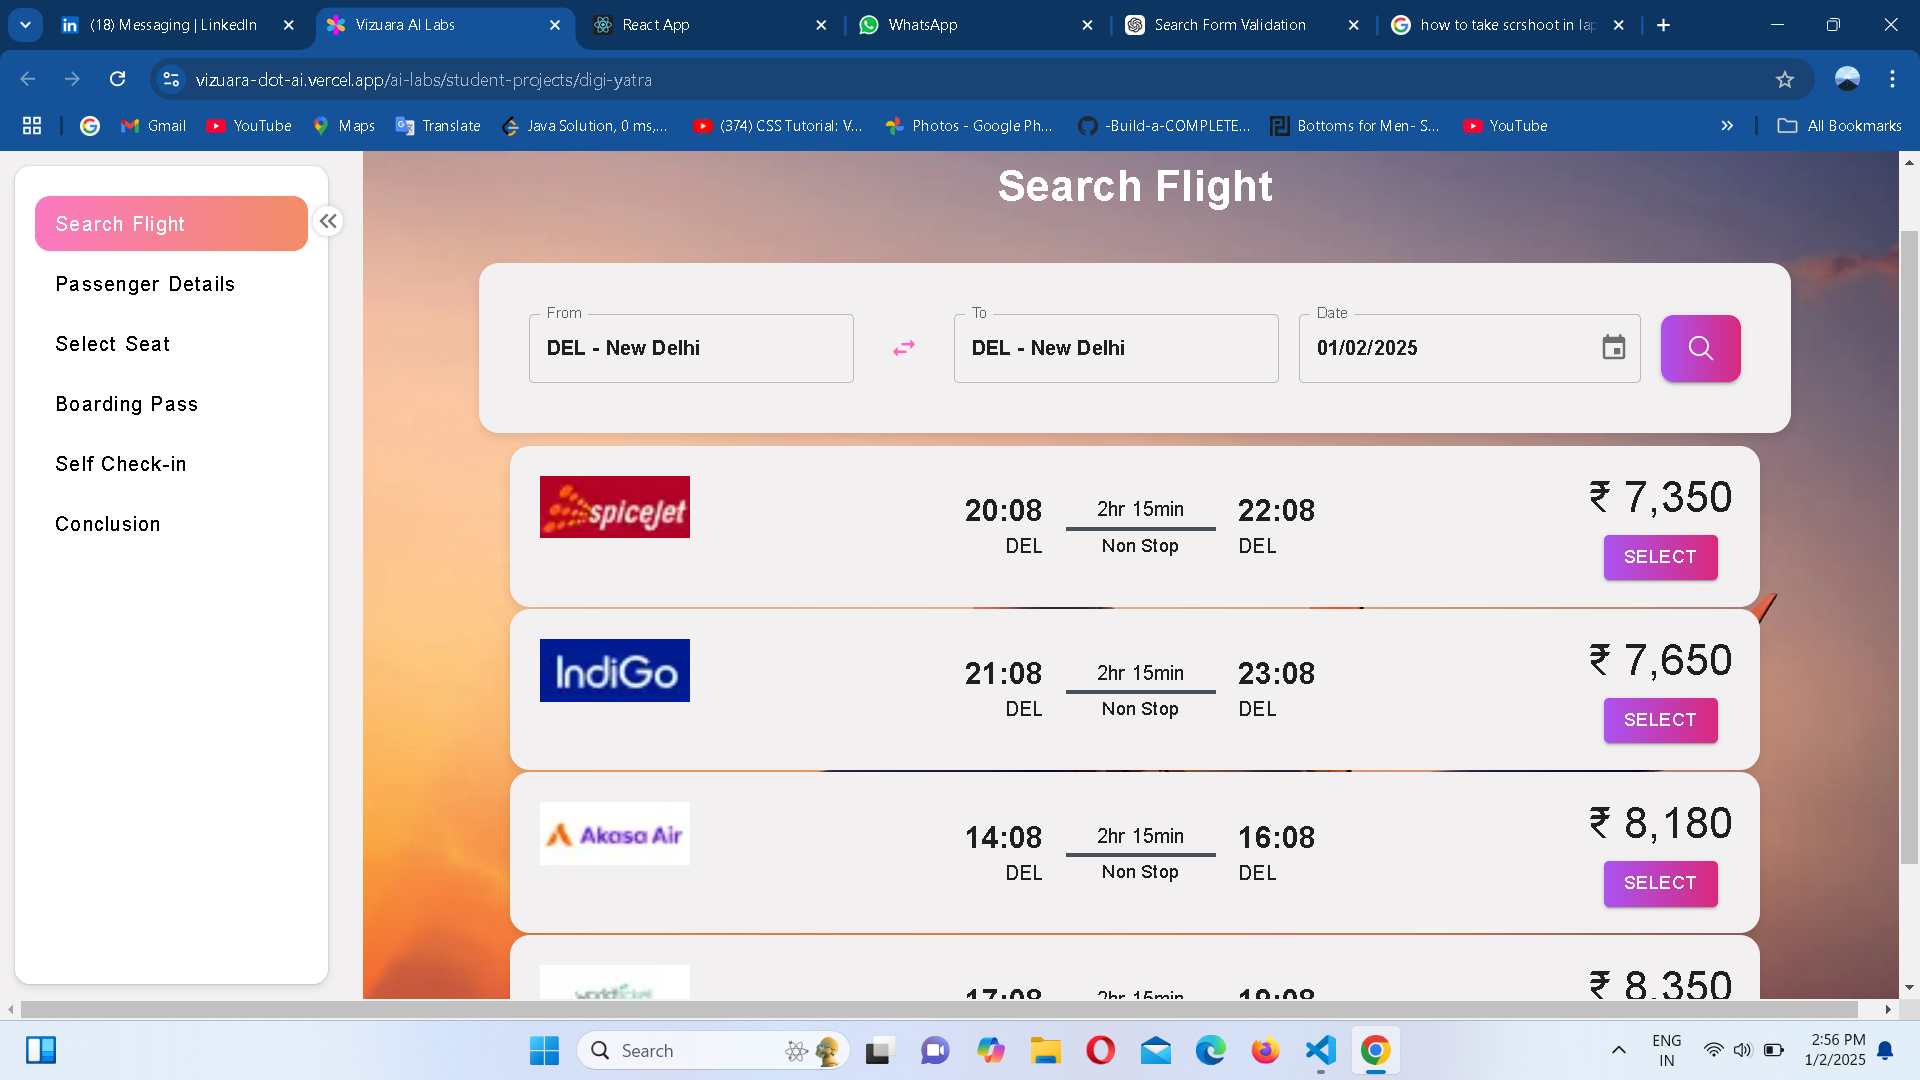 (18) Messaging | LinkedIn
Vizuara AI Labs
React App
WhatsApp
Search Form Validation
how to take scrshoot in lap
vizuara-dot-ai.vercel.app/ai-labs/student-projects/digi-yatra
Gmail
YouTube
Maps
Translate
Java Solution, 0 ms,...
(374) CSS Tutorial: V...
Photos - Google Ph...
-Build-a-COMPLETE...
Bottoms for Men- S...
YouTube
All Bookmarks
Search Flight
Passenger Details
Select Seat
Boarding Pass
Self Check-in
Conclusion
Search Flight
From
DEL - New Delhi
To
DEL - New Delhi
Date
01/02/2025
spicejet
20:08
DEL
2hr 15min
Non Stop
22:08
DEL
₹ 7,350
SELECT
IndiGo
21:08
DEL
2hr 15min
Non Stop
23:08
DEL
₹ 7,650
SELECT
Akasa Air
14:08
DEL
2hr 15min
Non Stop
16:08
DEL
₹ 8,180
SELECT
17:08
2hr 15min
19:08
₹ 8,350
Search
ENG
IN
2:56 PM
1/2/2025